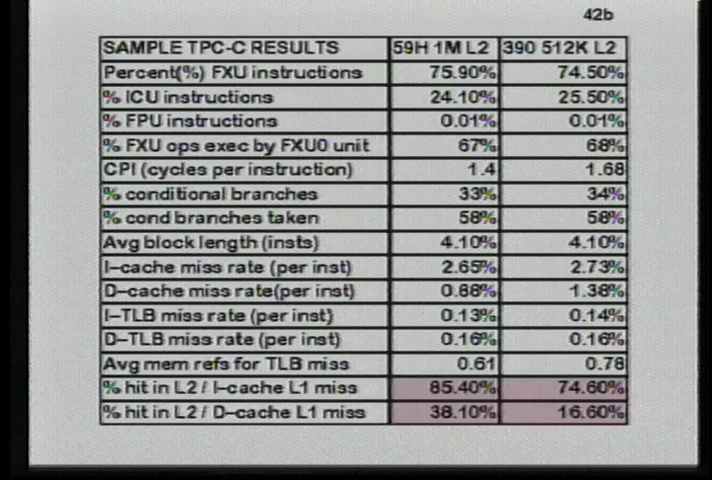 42b
SAMPLE TPC-C RESULTS 59H 1M L2 390 512K L2
Percent(%) FXU instructions 75.90% 74.50%
% ICU instructions 24.10% 25.50%
% FPU instructions 0.01% 0.01%
% FXU ops exec by FXU0 unit 67% 68%
CPI (cycles per instruction) 1.4 1.68
% conditional branches 33% 34%
% cond branches taken 58% 58%
Avg block length (insts) 4.10% 4.10%
I-cache miss rate (per inst) 2.65% 2.73%
D-cache miss rate(per inst) 0.88% 1.38%
I-TLB miss rate (per inst) 0.13% 0.14%
D-TLB miss rate (per inst) 0.16% 0.16%
Avg mem refs for TLB miss 0.61 0.78
% hit in L2 / I-cache L1 miss 85.40% 74.60%
% hit in L2 / D-cache L1 miss 38.10% 16.60%